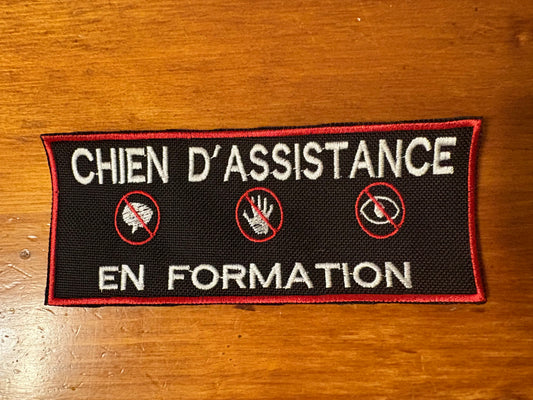 CHIEN D'ASSISTANCE
EN FORMATION